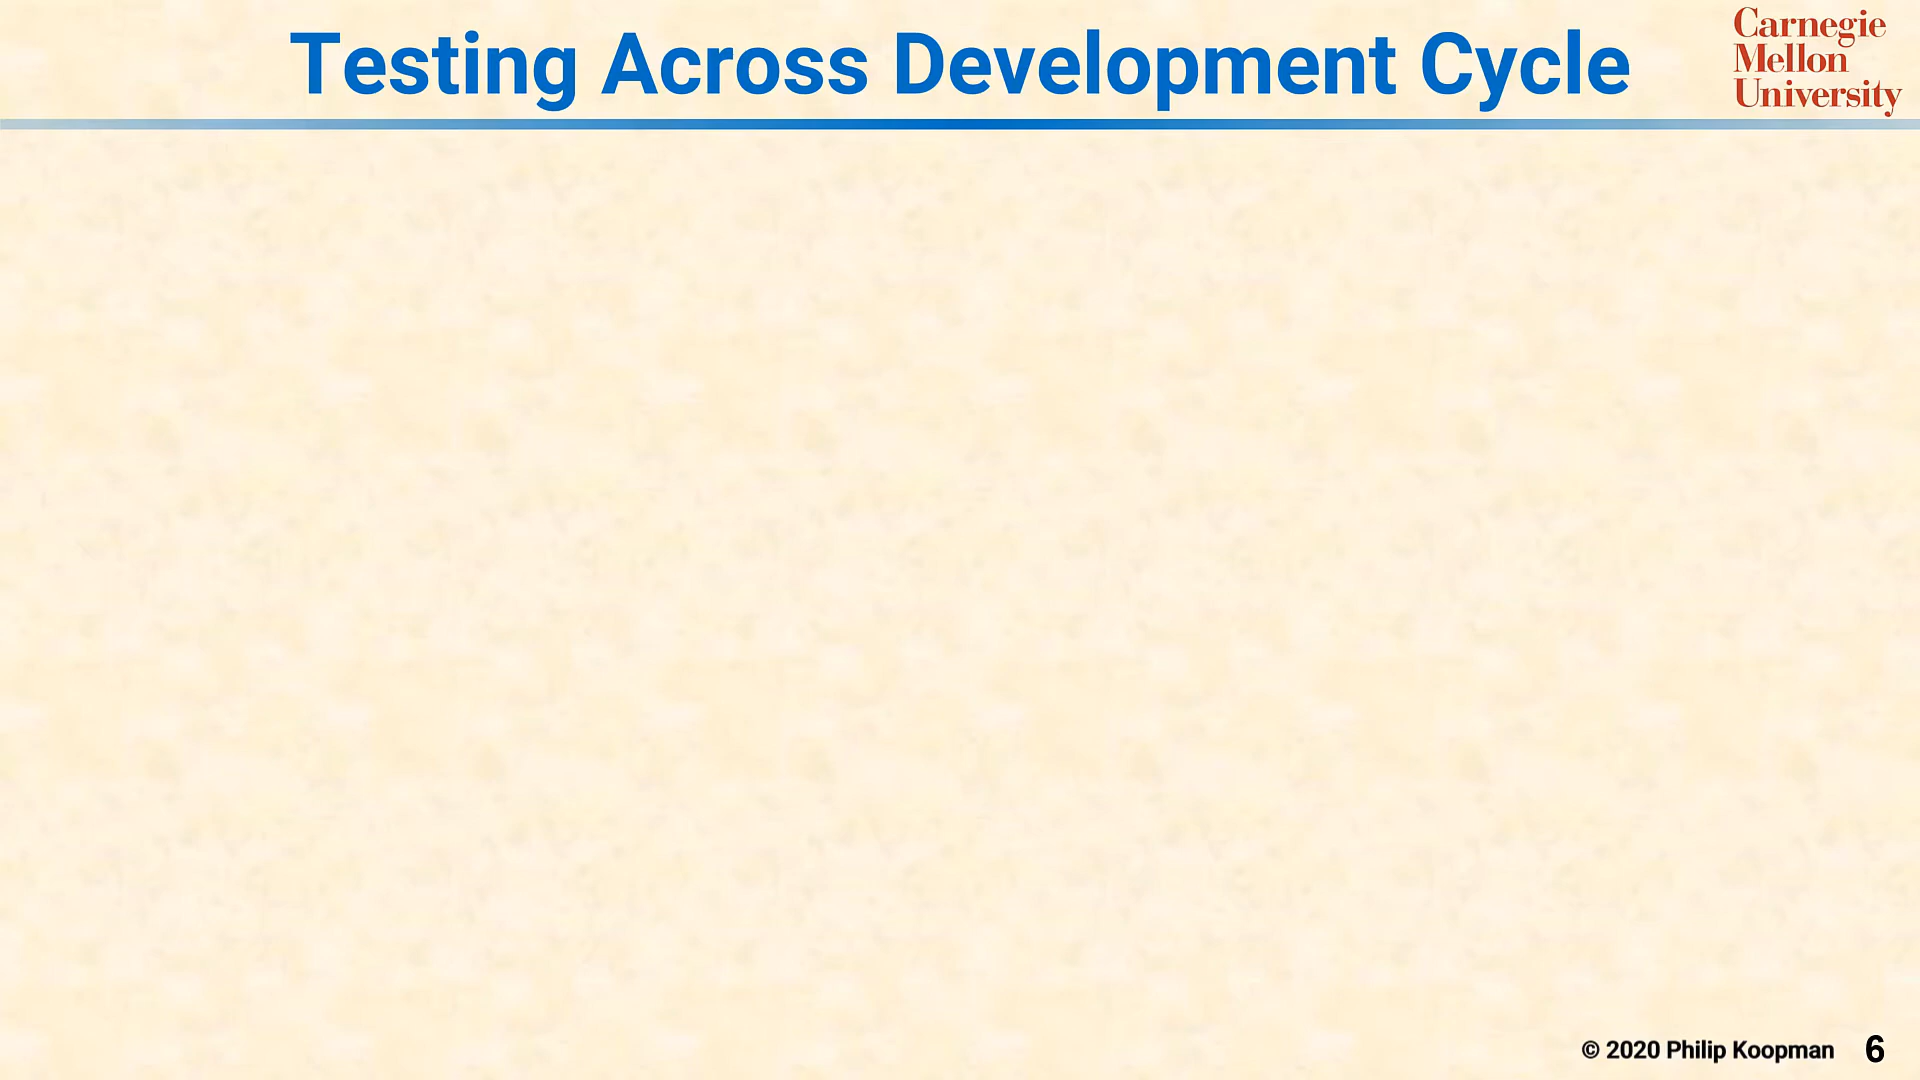 Testing Across Development Cycle
Carnegie
Mellon
University
© 2020 Philip Koopman 6